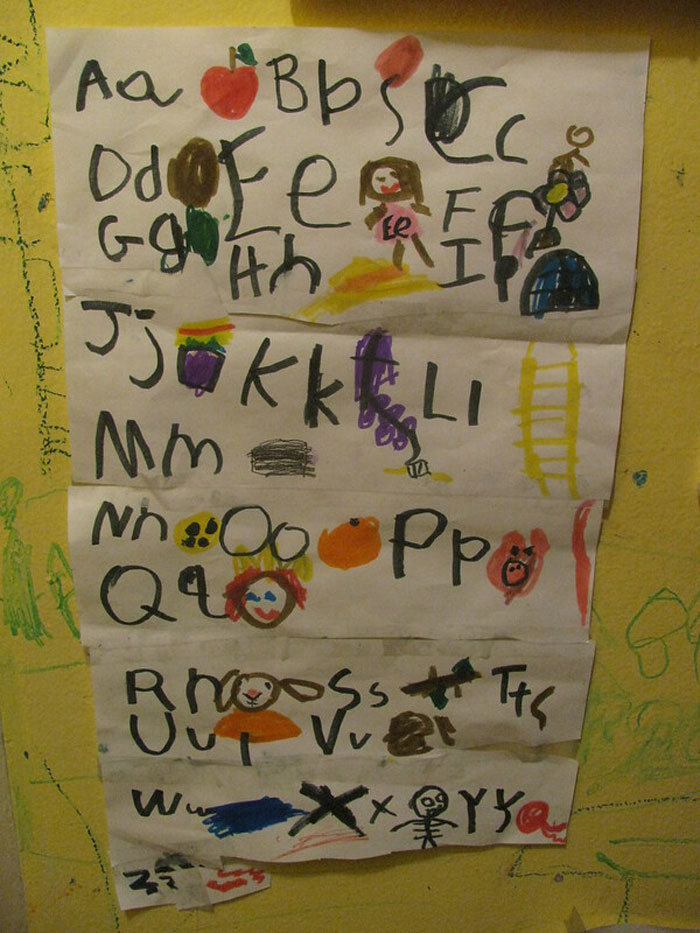 Aa Bb Cc
Dd Ee Ee Ff
Gg Hh I
Jj Kk Ll
Mm
Nn Oo Pp
Qq
Rr Ss Tt
Uu Vv
Ww Xx Yy
Zz